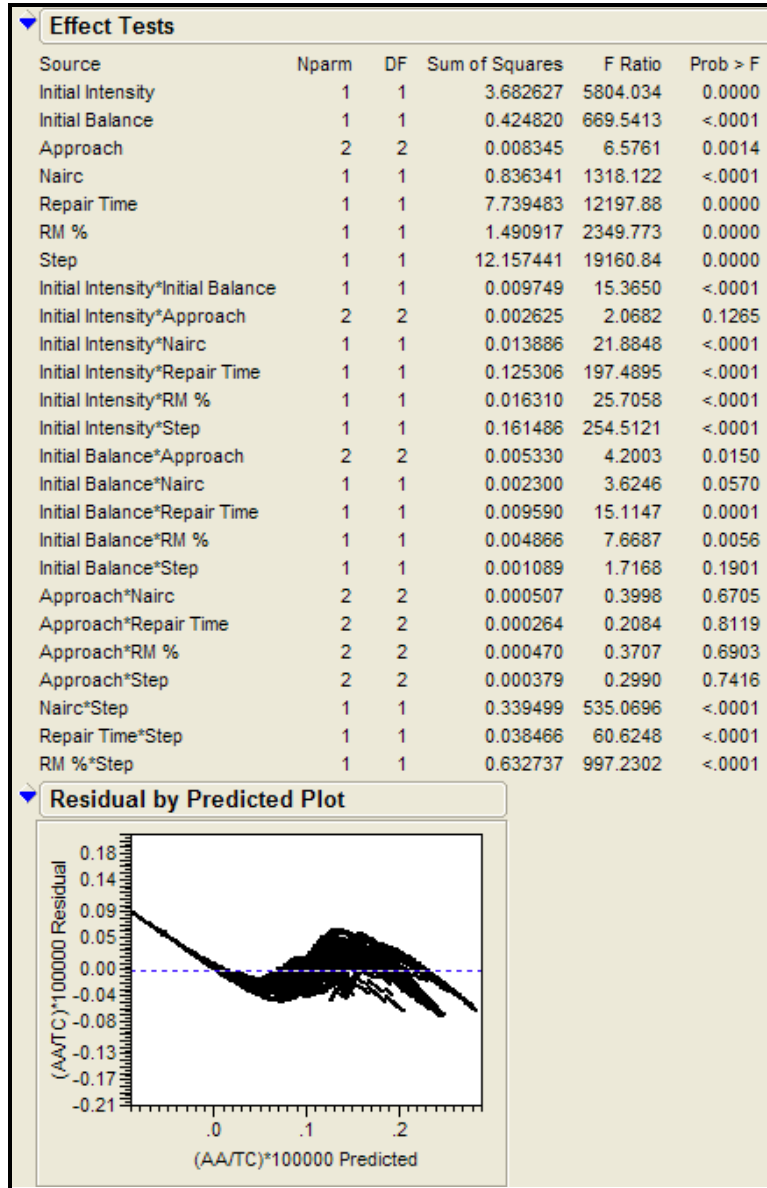 Effect Tests
Source Nparm DF Sum of Squares F Ratio Prob > F
Initial Intensity 1 1 3.682627 5804.034 0.0000
Initial Balance 1 1 0.424820 669.5413 <.0001
Approach 2 2 0.008345 6.5761 0.0014
Nairc 1 1 0.836341 1318.122 <.0001
Repair Time 1 1 7.739483 12197.88 0.0000
RM % 1 1 1.490917 2349.773 0.0000
Step 1 1 12.157441 19160.84 0.0000
Initial Intensity*Initial Balance 1 1 0.009749 15.3650 <.0001
Initial Intensity*Approach 2 2 0.002625 2.0682 0.1265
Initial Intensity*Nairc 1 1 0.013886 21.8848 <.0001
Initial Intensity*Repair Time 1 1 0.125306 197.4895 <.0001
Initial Intensity*RM % 1 1 0.016310 25.7058 <.0001
Initial Intensity*Step 1 1 0.161486 254.5121 <.0001
Initial Balance*Approach 2 2 0.005330 4.2003 0.0150
Initial Balance*Nairc 1 1 0.002300 3.6246 0.0570
Initial Balance*Repair Time 1 1 0.009590 15.1147 0.0001
Initial Balance*RM % 1 1 0.004866 7.6687 0.0056
Initial Balance*Step 1 1 0.001089 1.7168 0.1901
Approach*Nairc 2 2 0.000507 0.3998 0.6705
Approach*Repair Time 2 2 0.000264 0.2084 0.8119
Approach*RM % 2 2 0.000470 0.3707 0.6903
Approach*Step 2 2 0.000379 0.2990 0.7416
Nairc*Step 1 1 0.339499 535.0696 <.0001
Repair Time*Step 1 1 0.038466 60.6248 <.0001
RM %*Step 1 1 0.632737 997.2302 <.0001
Residual by Predicted Plot
(AA/TC)*100000 Residual
0.18
0.14
0.09
0.05
0.00
-0.04
-0.08
-0.13
-0.17
-0.21
.0 .1 .2
(AA/TC)*100000 Predicted